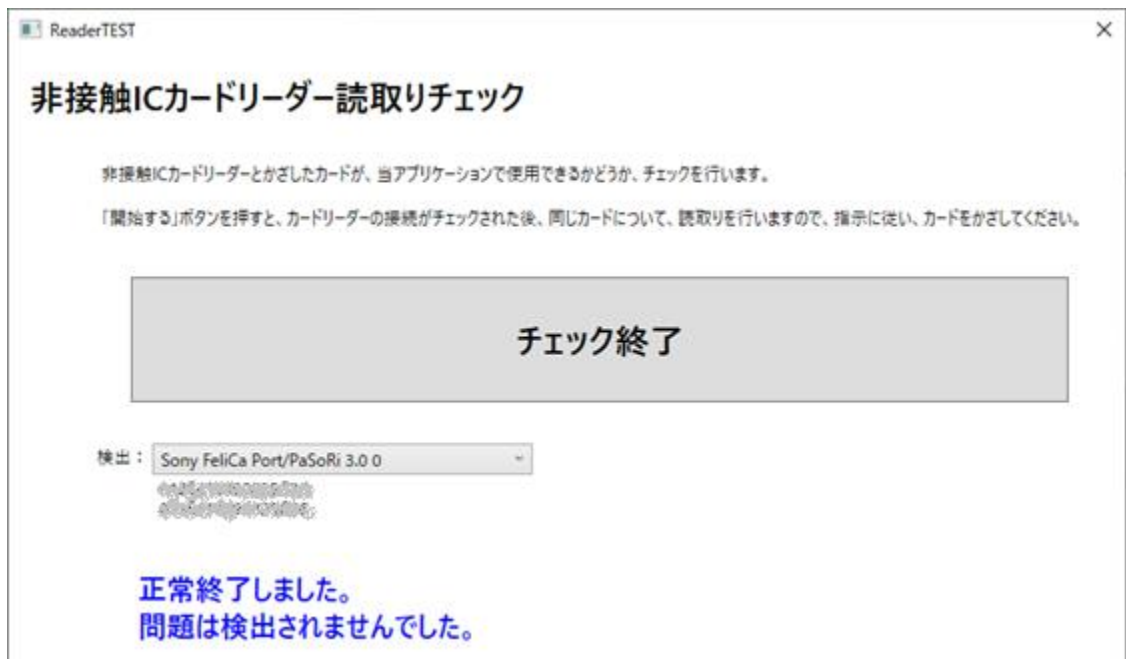 ReaderTEST
非接触ICカードリーダー読取りチェック
非接触ICカードリーダーとかざしたカードが、当アプリケーションで使用できるかどうか、チェックを行います。
「開始する」ボタンを押すと、カードリーダーの接続がチェックされた後、同じカードについて、読取りを行いますので、指示に従い、カードをかざしてください。
チェック終了
検出： Sony FeliCa Port/PaSoRi 3.0 0
正常終了しました。
問題は検出されませんでした。